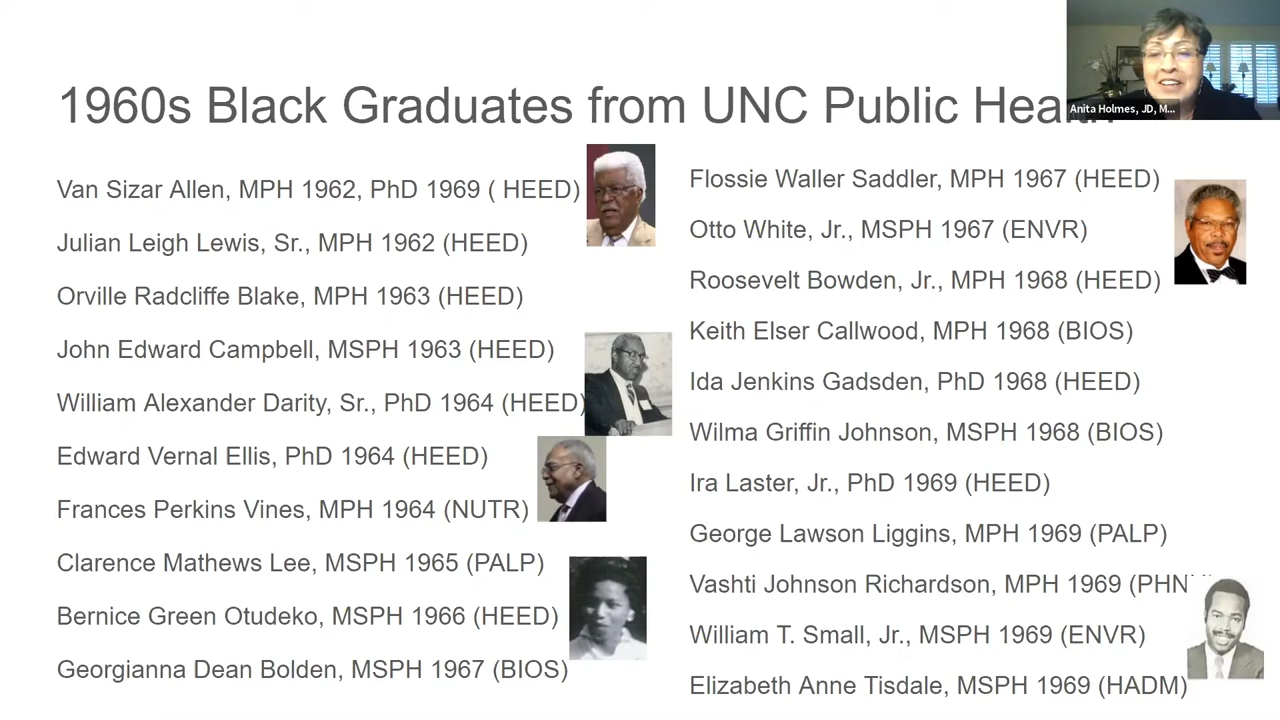 1960s Black Graduates from UNC Public Health
Anita Holmes, JD, M...
Van Sizar Allen, MPH 1962, PhD 1969 ( HEED)
Julian Leigh Lewis, Sr., MPH 1962 (HEED)
Orville Radcliffe Blake, MPH 1963 (HEED)
John Edward Campbell, MSPH 1963 (HEED)
William Alexander Darity, Sr., PhD 1964 (HEED)
Edward Vernal Ellis, PhD 1964 (HEED)
Frances Perkins Vines, MPH 1964 (NUTR)
Clarence Mathews Lee, MSPH 1965 (PALP)
Bernice Green Otudeko, MSPH 1966 (HEED)
Georgianna Dean Bolden, MSPH 1967 (BIOS)
Flossie Waller Saddler, MPH 1967 (HEED)
Otto White, Jr., MSPH 1967 (ENVR)
Roosevelt Bowden, Jr., MPH 1968 (HEED)
Keith Elser Callwood, MPH 1968 (BIOS)
Ida Jenkins Gadsden, PhD 1968 (HEED)
Wilma Griffin Johnson, MSPH 1968 (BIOS)
Ira Laster, Jr., PhD 1969 (HEED)
George Lawson Liggins, MPH 1969 (PALP)
Vashti Johnson Richardson, MPH 1969
William T. Small, Jr., MSPH 1969 (ENVR)
Elizabeth Anne Tisdale, MSPH 1969 (HADM)